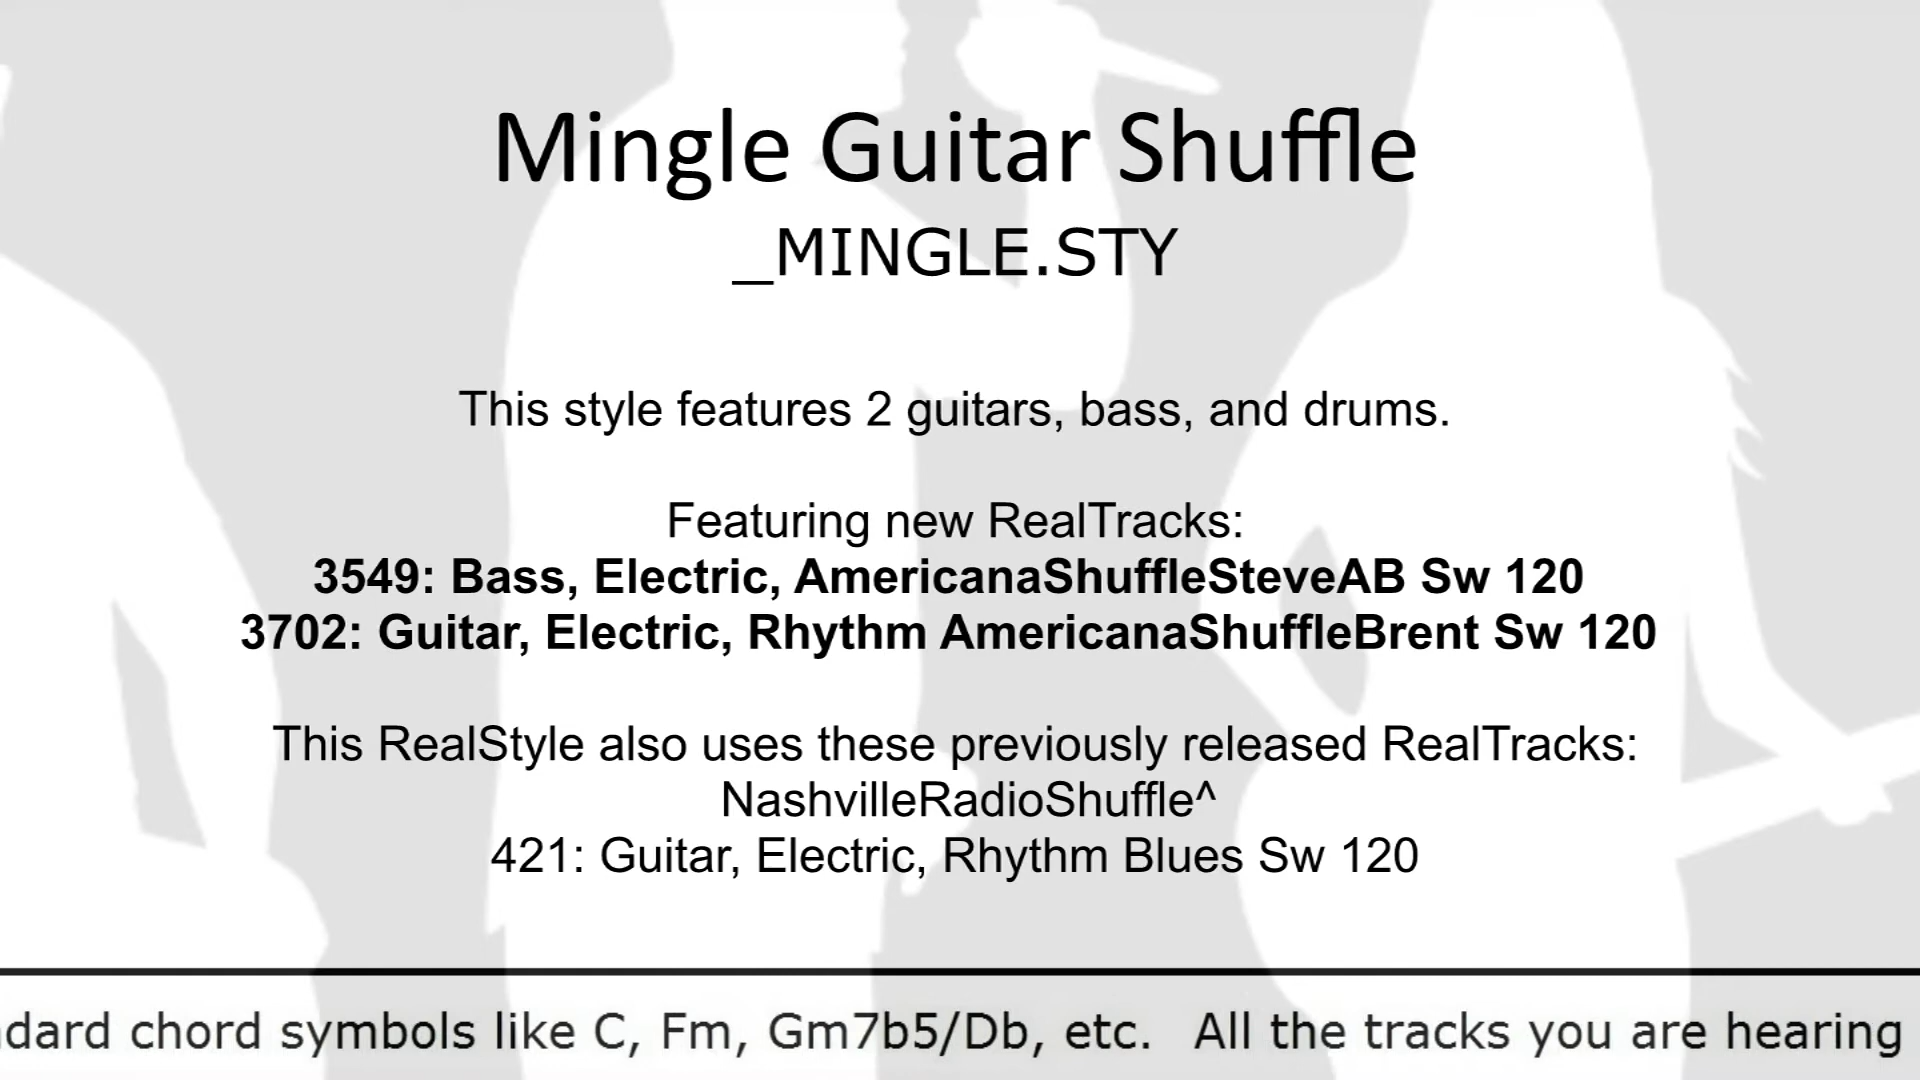 Mingle Guitar Shuffle
_MINGLE.STY
This style features 2 guitars, bass, and drums.
Featuring new RealTracks:
3549: Bass, Electric, AmericanaShuffleSteveAB Sw 120
3702: Guitar, Electric, Rhythm AmericanaShuffleBrent Sw 120
This RealStyle also uses these previously released RealTracks:
NashvilleRadioShuffle^
421: Guitar, Electric, Rhythm Blues Sw 120
dard chord symbols like C, Fm, Gm7b5/Db, etc. All the tracks you are hearing